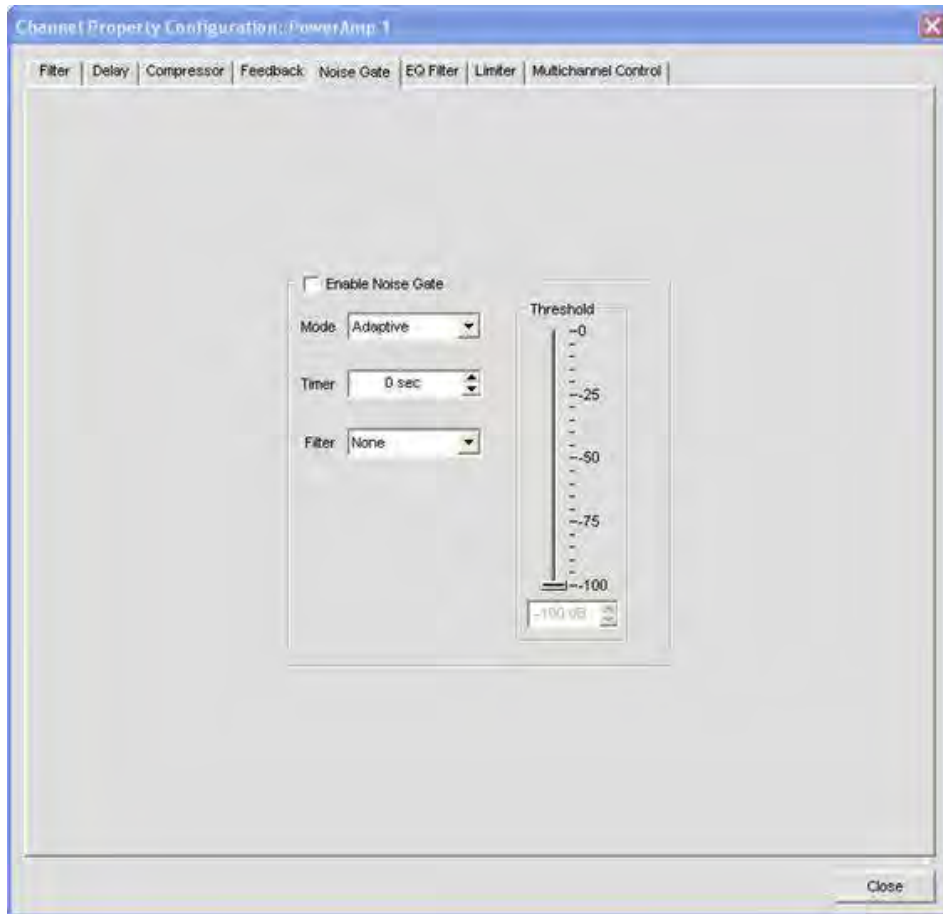 Channel Property Configuration: PowerAmp 1
Filter Delay Compressor Feedback Noise Gate EQ Filter Limiter Multichannel Control
Enable Noise Gate
Mode Adaptive
Timer 0 sec
Filter None
Threshold
-0
--25
--50
--75
--100
-100 dB
Close